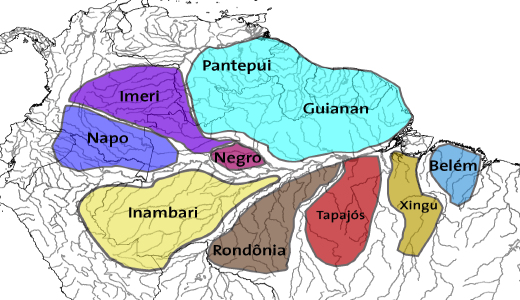 Pantepui
Imeri
Guianan
Napo
Negro
Belém
Xingu
Inambari
Tapajós
Rondônia